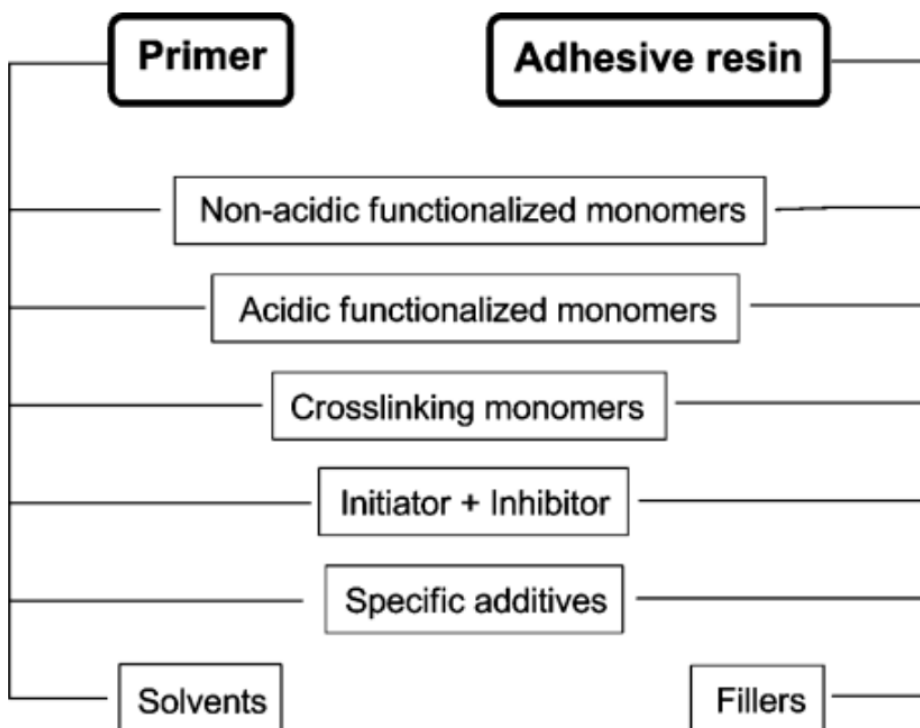 Primer
Adhesive resin
Non-acidic functionalized monomers
Acidic functionalized monomers
Crosslinking monomers
Initiator + Inhibitor
Specific additives
Solvents
Fillers